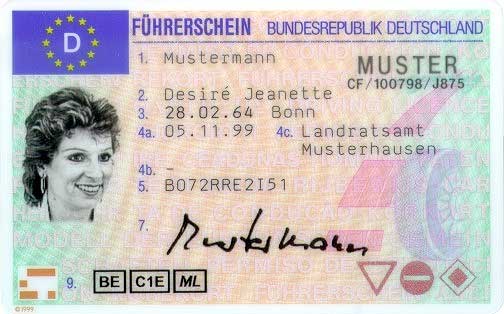 D
FÜHRERSCHEIN BUNDESREPUBLIK DEUTSCHLAND
1. Mustermann
MUSTER
CF/100798/J875
2. Desiré Jeanette
3. 28.02.64 Bonn
4a. 05.11.99 4c. Landratsamt
Musterhausen
4b. -
5. B072RRE2I51
7. Mustermann
9. BE C1E ML
©1999